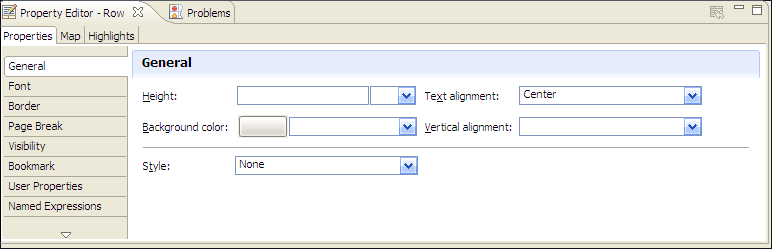 Property Editor - Row Problems
Properties Map Highlights
General
Font
Border
Page Break
Visibility
Bookmark
User Properties
Named Expressions
General
Height: Text alignment: Center
Background color: Vertical alignment:
Style: None